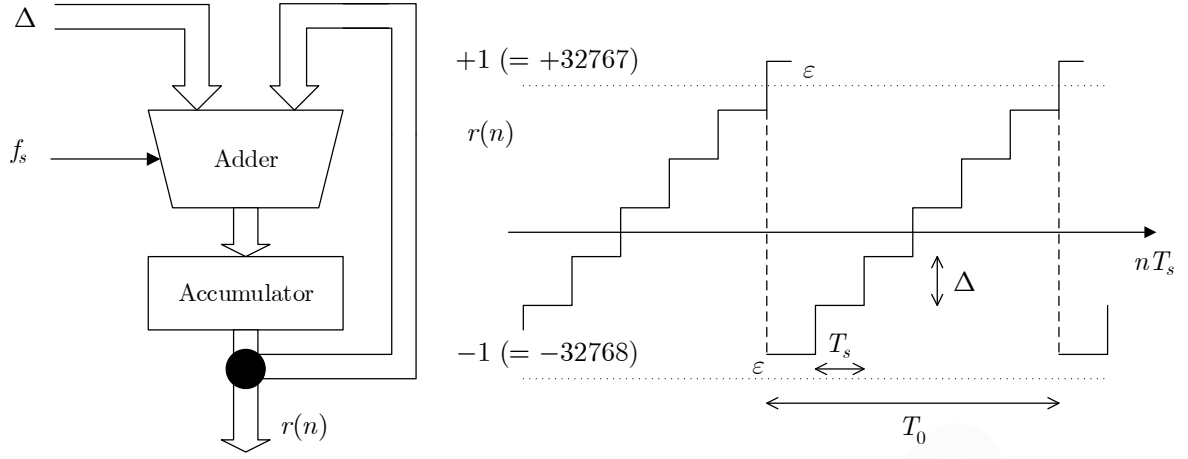 Δ
f_s
Adder
Accumulator
r(n)
+1 (= +32767)
ε
r(n)
nT_s
Δ
−1 (= −32768)
T_s
ε
T_0